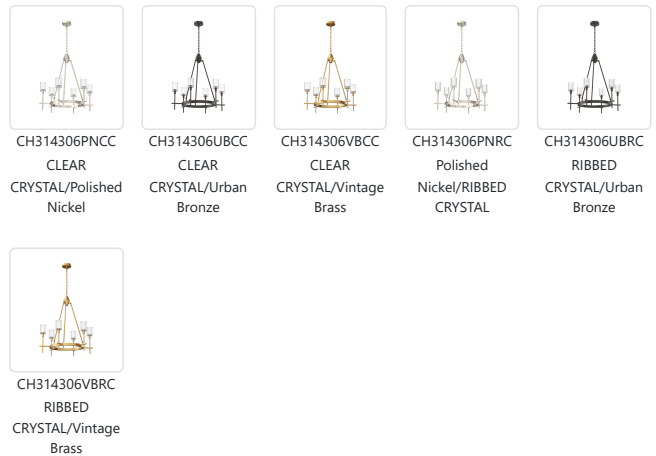 CH314306PNCC
CLEAR
CRYSTAL/Polished
Nickel
CH314306UBCC
CLEAR
CRYSTAL/Urban
Bronze
CH314306VBCC
CLEAR
CRYSTAL/Vintage
Brass
CH314306PNRC
Polished
Nickel/RIBBED
CRYSTAL
CH314306UBRC
RIBBED
CRYSTAL/Urban
Bronze
CH314306VBRC
RIBBED
CRYSTAL/Vintage
Brass